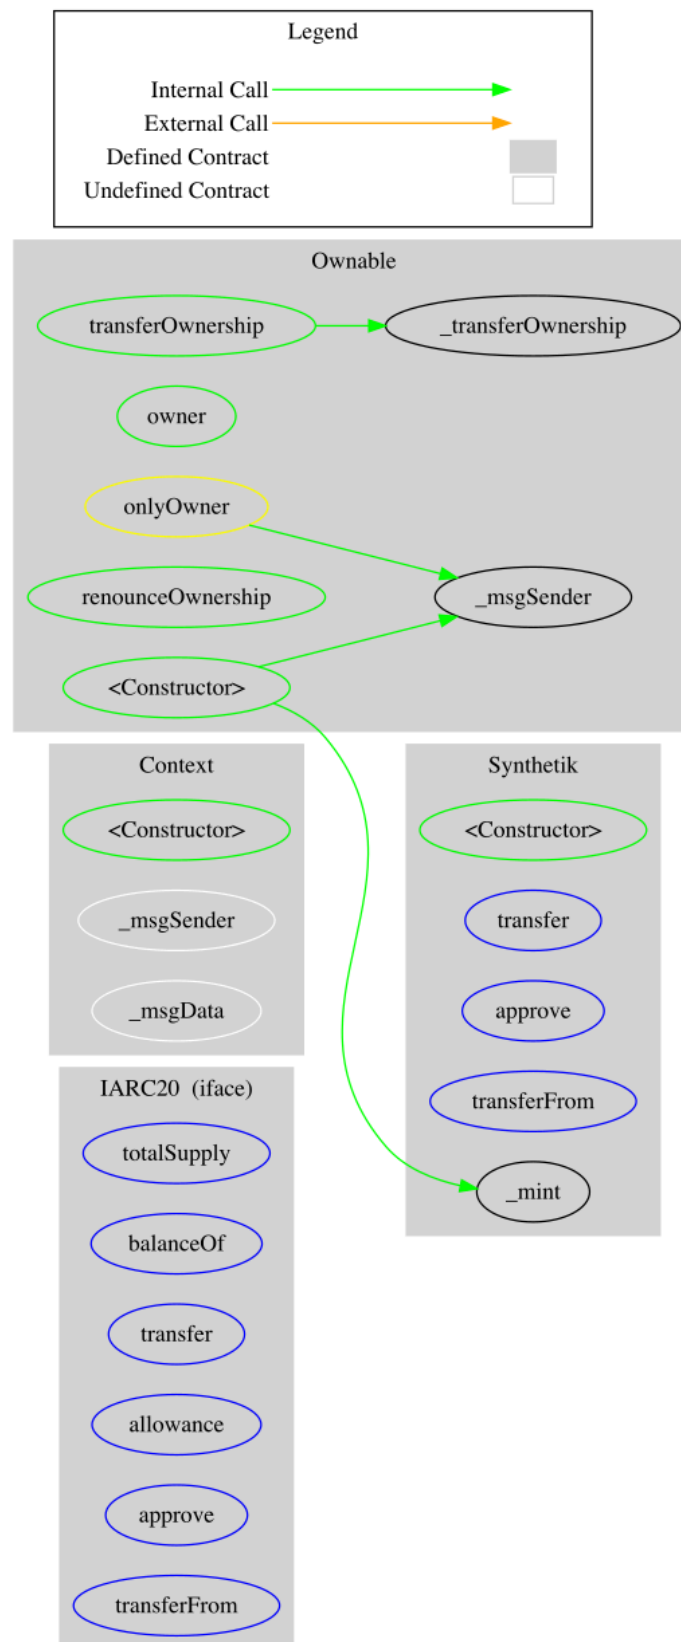 Legend
Internal Call
External Call
Defined Contract
Undefined Contract
Ownable
transferOwnership
_transferOwnership
owner
onlyOwner
renounceOwnership
_msgSender
<Constructor>
Context
<Constructor>
_msgSender
_msgData
Synthetik
<Constructor>
transfer
approve
transferFrom
_mint
IARC20 (iface)
totalSupply
balanceOf
transfer
allowance
approve
transferFrom